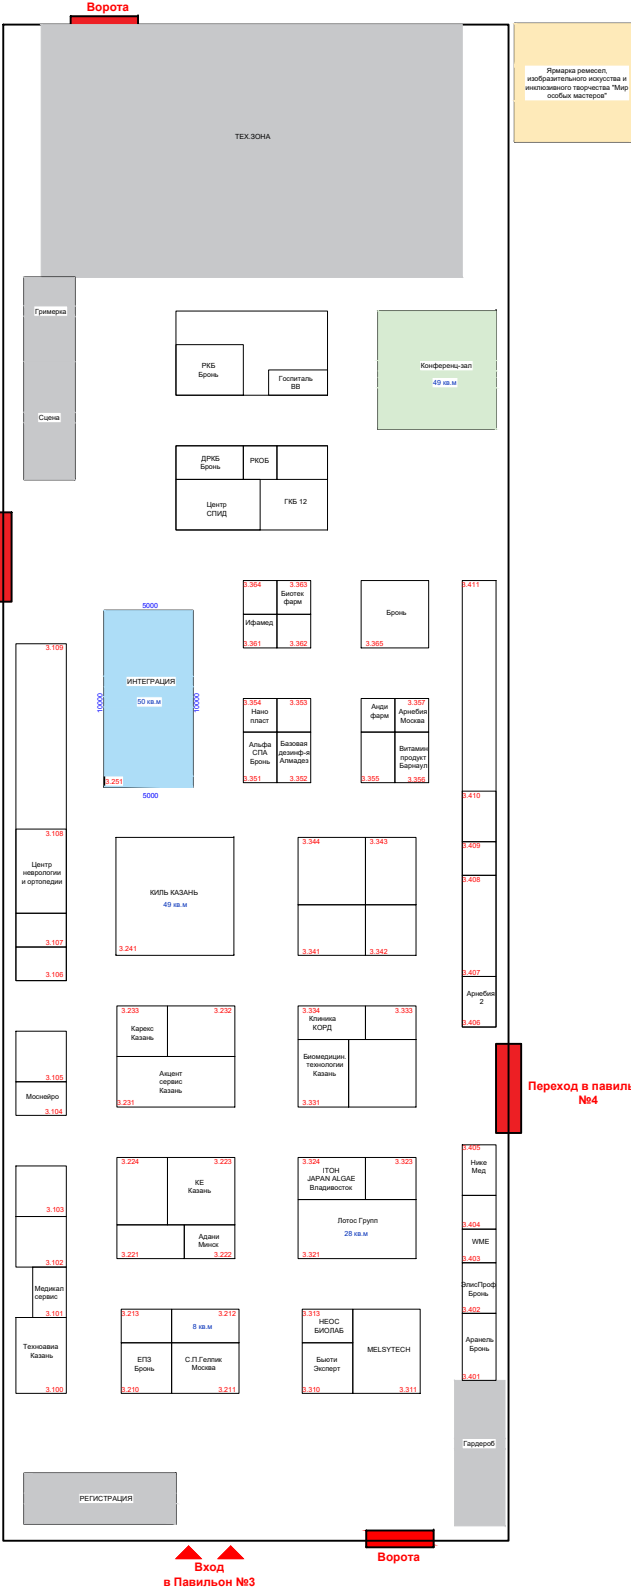 Ворота
Ярмарка ремесел,
изобразительного искусства и
инклюзивного творчества "Мир
особых мастеров"
ТЕХ.ЗОНА
Гримерка
Сцена
РКБ
Бронь
Госпиталь
ВВ
Конференц-зал
49 кв.м
ДРКБ
Бронь
РКОБ
Центр
СПИД
ГКБ 12
3.364
3.363
Биотек
фарм
Ифамед
3.361
3.362
Бронь
3.365
3.411
5000
ИНТЕГРАЦИЯ
50 кв.м
10000
10000
3.251
5000
3.109
3.354
3.353
Нано
пласт
Альфа
СПА
Бронь
Базовая
дезинф-я
Алмадез
3.351
3.352
Анди
фарм
3.357
Арнебия
Москва
Витамин
продукт
Барнаул
3.355
3.356
3.410
3.409
3.408
3.407
Арнебия
2
3.406
3.108
Центр
неврологии
и ортопедии
3.107
3.106
КИЛЬ КАЗАНЬ
49 кв.м
3.241
3.344
3.343
3.341
3.342
3.233
3.232
Карекс
Казань
Акцент
сервис
Казань
3.231
3.334
3.333
Клиника
КОРД
Биомедицин.
технологии
Казань
3.331
3.105
Моснейро
3.104
Переход в павиль
№4
3.224
3.223
КЕ
Казань
Адани
Минск
3.221
3.222
3.324
3.323
ITOH
JAPAN ALGAE
Владивосток
Лотос Групп
28 кв.м
3.321
3.405
Нике
Мед
3.404
WME
3.403
ЭлисПроф
Бронь
3.402
Аранель
Бронь
3.401
3.103
3.102
Медикал
сервис
3.101
Техноавиа
Казань
3.100
3.213
3.212
8 кв.м
ЕПЗ
Бронь
С.П.Гелпик
Москва
3.210
3.211
3.313
НЕОС
БИОЛАБ
Бьюти
Эксперт
MELSYTECH
3.310
3.311
Гардероб
РЕГИСТРАЦИЯ
Вход
в Павильон №3
Ворота